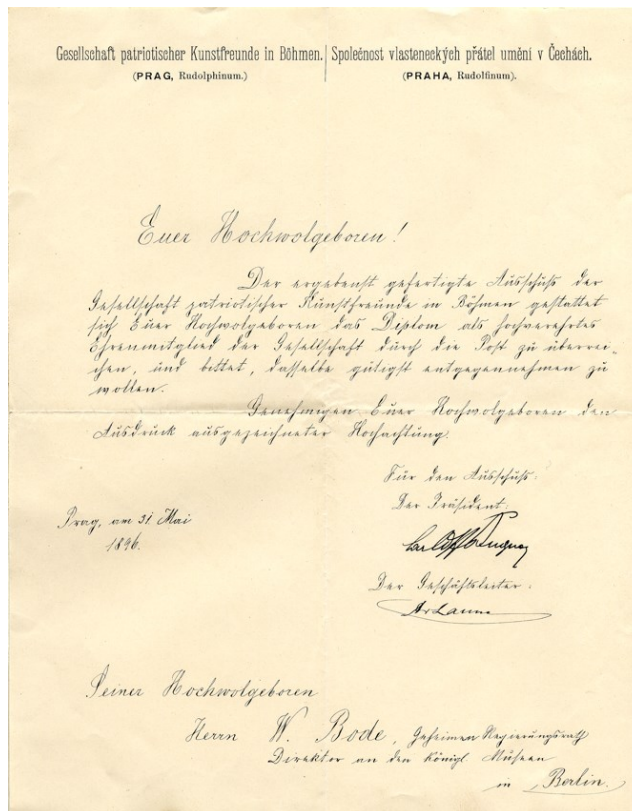 Gesellschaft patriotischer Kunstfreunde in Böhmen.
(PRAG, Rudolphinum.)
Společnost vlasteneckých přátel umění v Čechách.
(PRAHA, Rudolfinum).
Euer Hochwolgeboren!
Der ergebenst gefertigte Ausschuss der
Gesellschaft patriotischer Kunstfreunde in Böhmen gestattet
sich Euer Hochwolgeboren das Diplom als hochverehrtes
Ehrenmitglied der Gesellschaft durch die Post zu überrei-
chen, und bittet, dasselbe gütigst entgegennehmen zu
wollen.
Genehmigen Euer Hochwolgeboren den
Ausdruck ausgezeichneter Hochachtung.
Für den Ausschuss:
Der Präsident:
Prag, am 31. Mai
1896.
Der Geschäftsleiter:
Seiner Hochwolgeboren
Herrn W. Bode, Geheimen Regierungsrath
Direktor an den Königl. Museen
in Berlin.